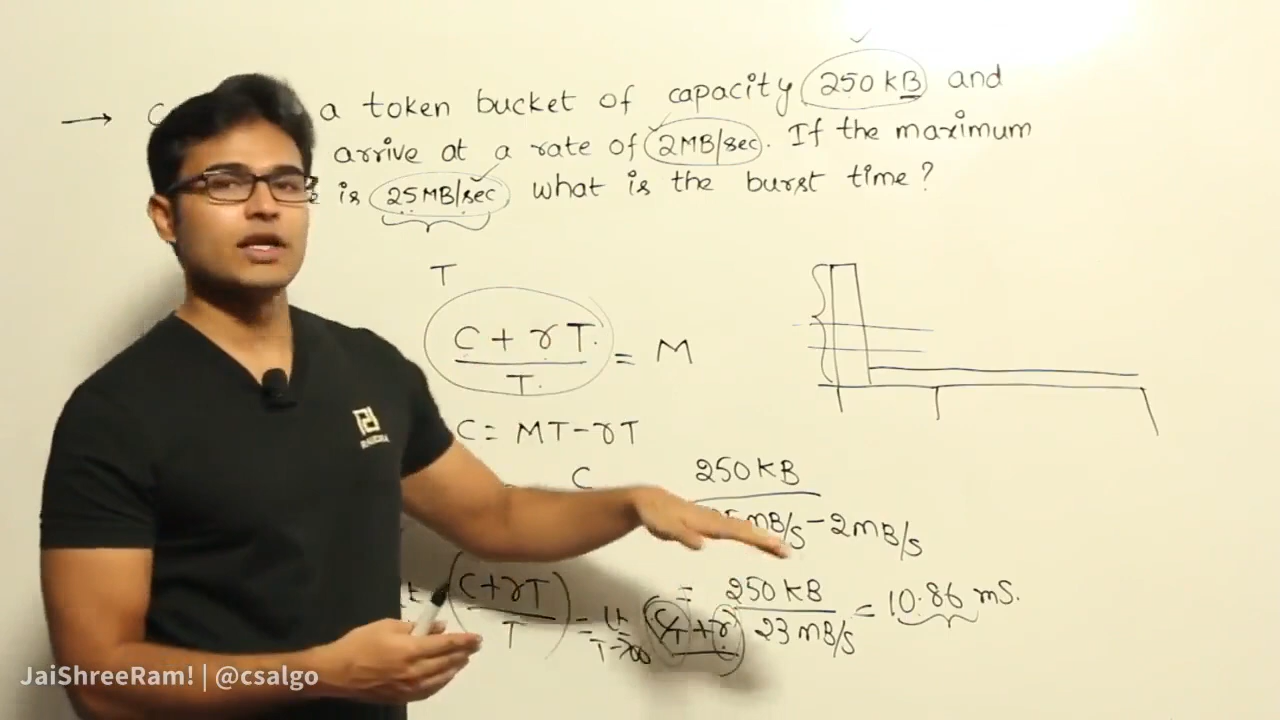 → a token bucket of capacity 250 KB and
arrive at a rate of 2MB/sec. If the maximum
is 25MB/sec what is the burst time?
T
C + rT
T
= M
C = MT - rT
C
250 KB
MB/s - 2MB/s
(C + rT)
T
= lt
T→∞
(C/T + r)
= 250 KB
23 MB/s
= 10.86 mS.
JaiShreeRam! | @csalgo